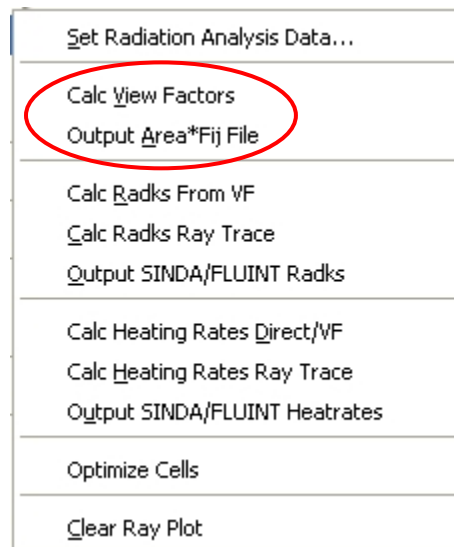 Set Radiation Analysis Data...
Calc View Factors
Output Area*Fij File
Calc Radks From VF
Calc Radks Ray Trace
Output SINDA/FLUINT Radks
Calc Heating Rates Direct/VF
Calc Heating Rates Ray Trace
Output SINDA/FLUINT Heatrates
Optimize Cells
Clear Ray Plot